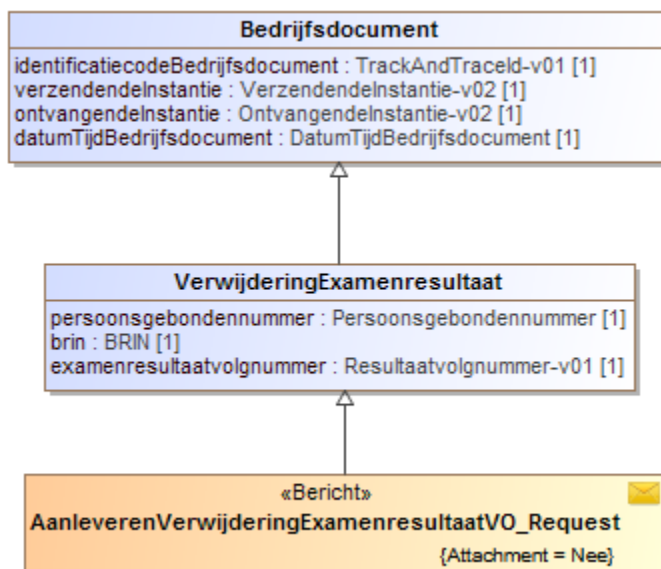 Bedrijfsdocument
identificatiecodeBedrijfsdocument : TrackAndTraceId-v01 [1]
verzendendeInstantie : VerzendendeInstantie-v02 [1]
ontvangendeInstantie : OntvangendeInstantie-v02 [1]
datumTijdBedrijfsdocument : DatumTijdBedrijfsdocument [1]
VerwijderingExamenresultaat
persoonsgebondennummer : Persoonsgebondennummer [1]
brin : BRIN [1]
examenresultaatvolgnummer : Resultaatvolgnummer-v01 [1]
«Bericht»
AanleverenVerwijderingExamenresultaatVO_Request
{Attachment = Nee}